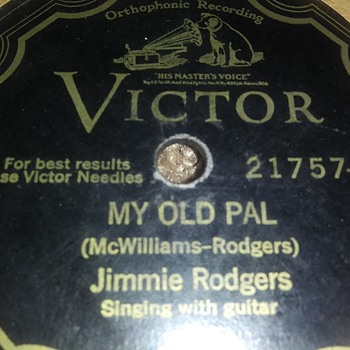 Orthophonic Recording
"HIS MASTER'S VOICE"
VICTOR
For best results
se Victor Needles
21757-
MY OLD PAL
(McWilliams-Rodgers)
Jimmie Rodgers
Singing with guitar